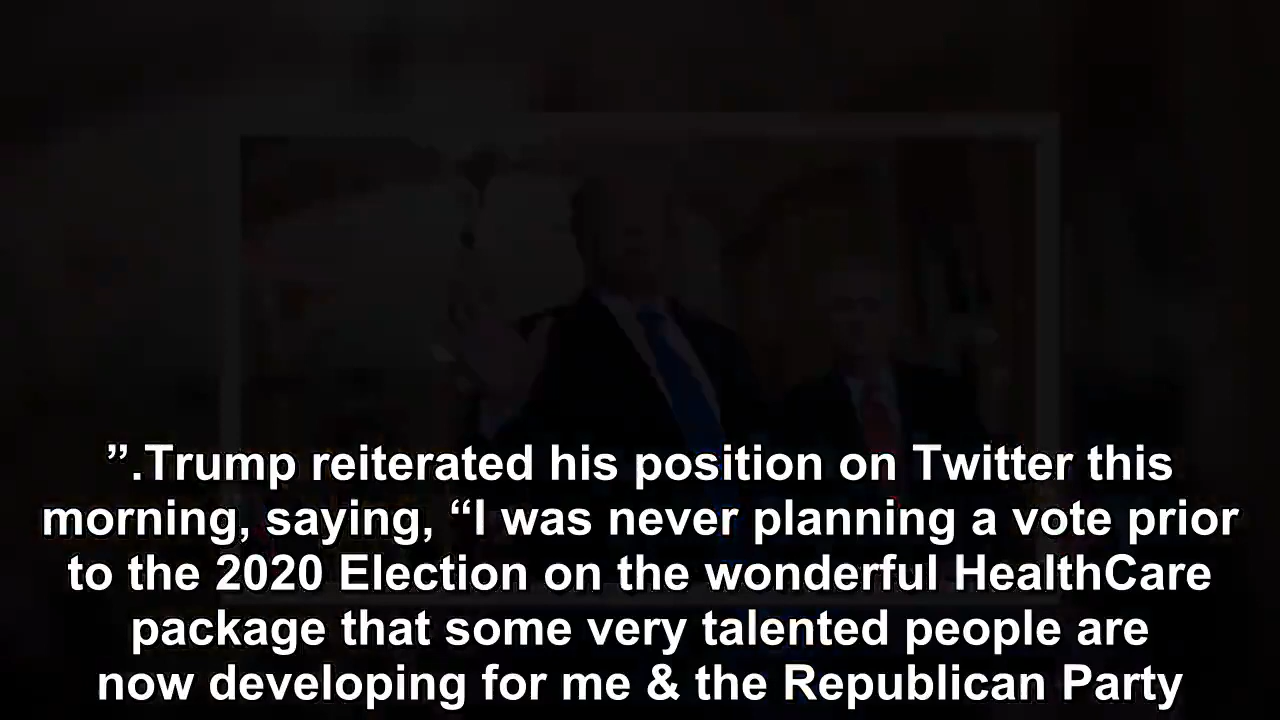 ”.Trump reiterated his position on Twitter this
morning, saying, “I was never planning a vote prior
to the 2020 Election on the wonderful HealthCare
package that some very talented people are
now developing for me & the Republican Party